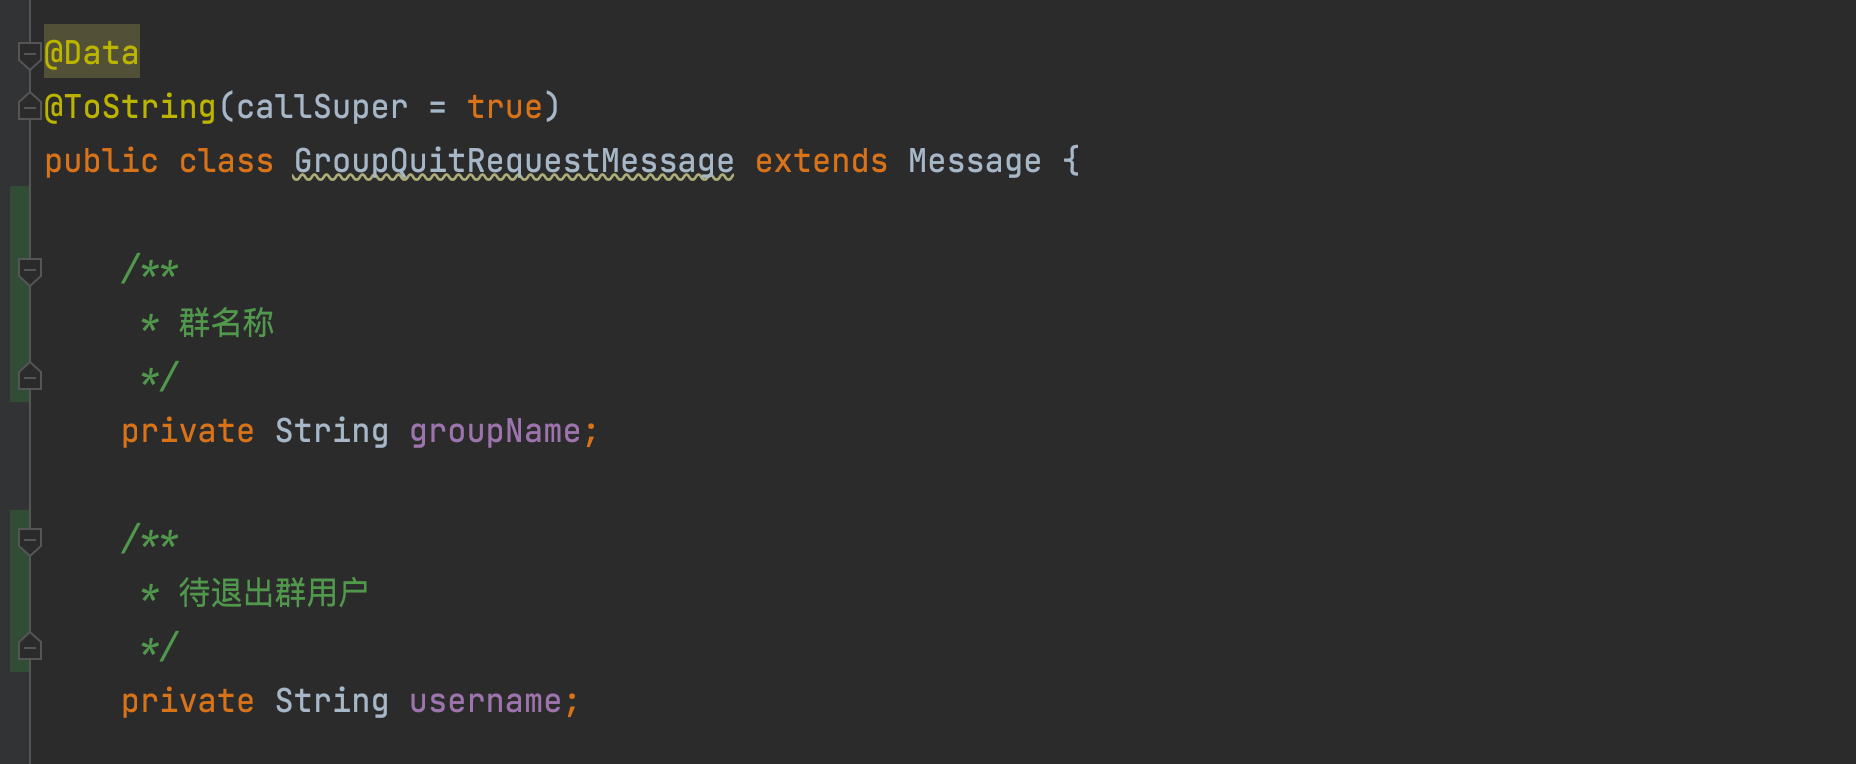 @Data
@ToString(callSuper = true)
public class GroupQuitRequestMessage extends Message {
/**
* 群名称
*/
private String groupName;
/**
* 待退出群用户
*/
private String username;